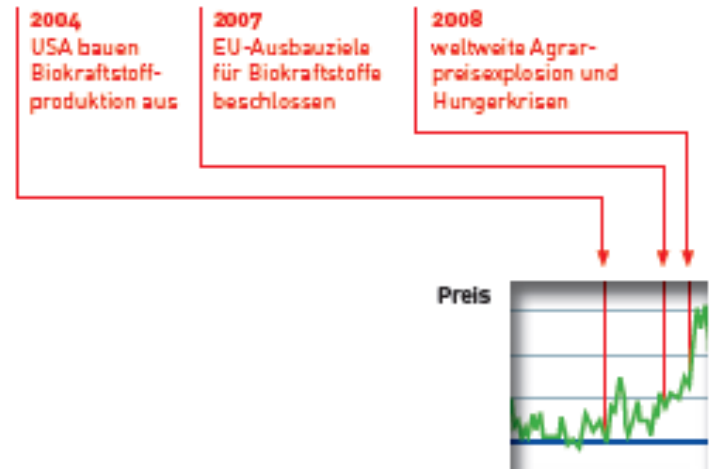 2004
USA bauen
Biokraftstoff-
produktion aus
2007
EU-Ausbauziele
für Biokraftstoffe
beschlossen
2008
weltweite Agrar-
preisexplosion und
Hungerkrisen
Preis